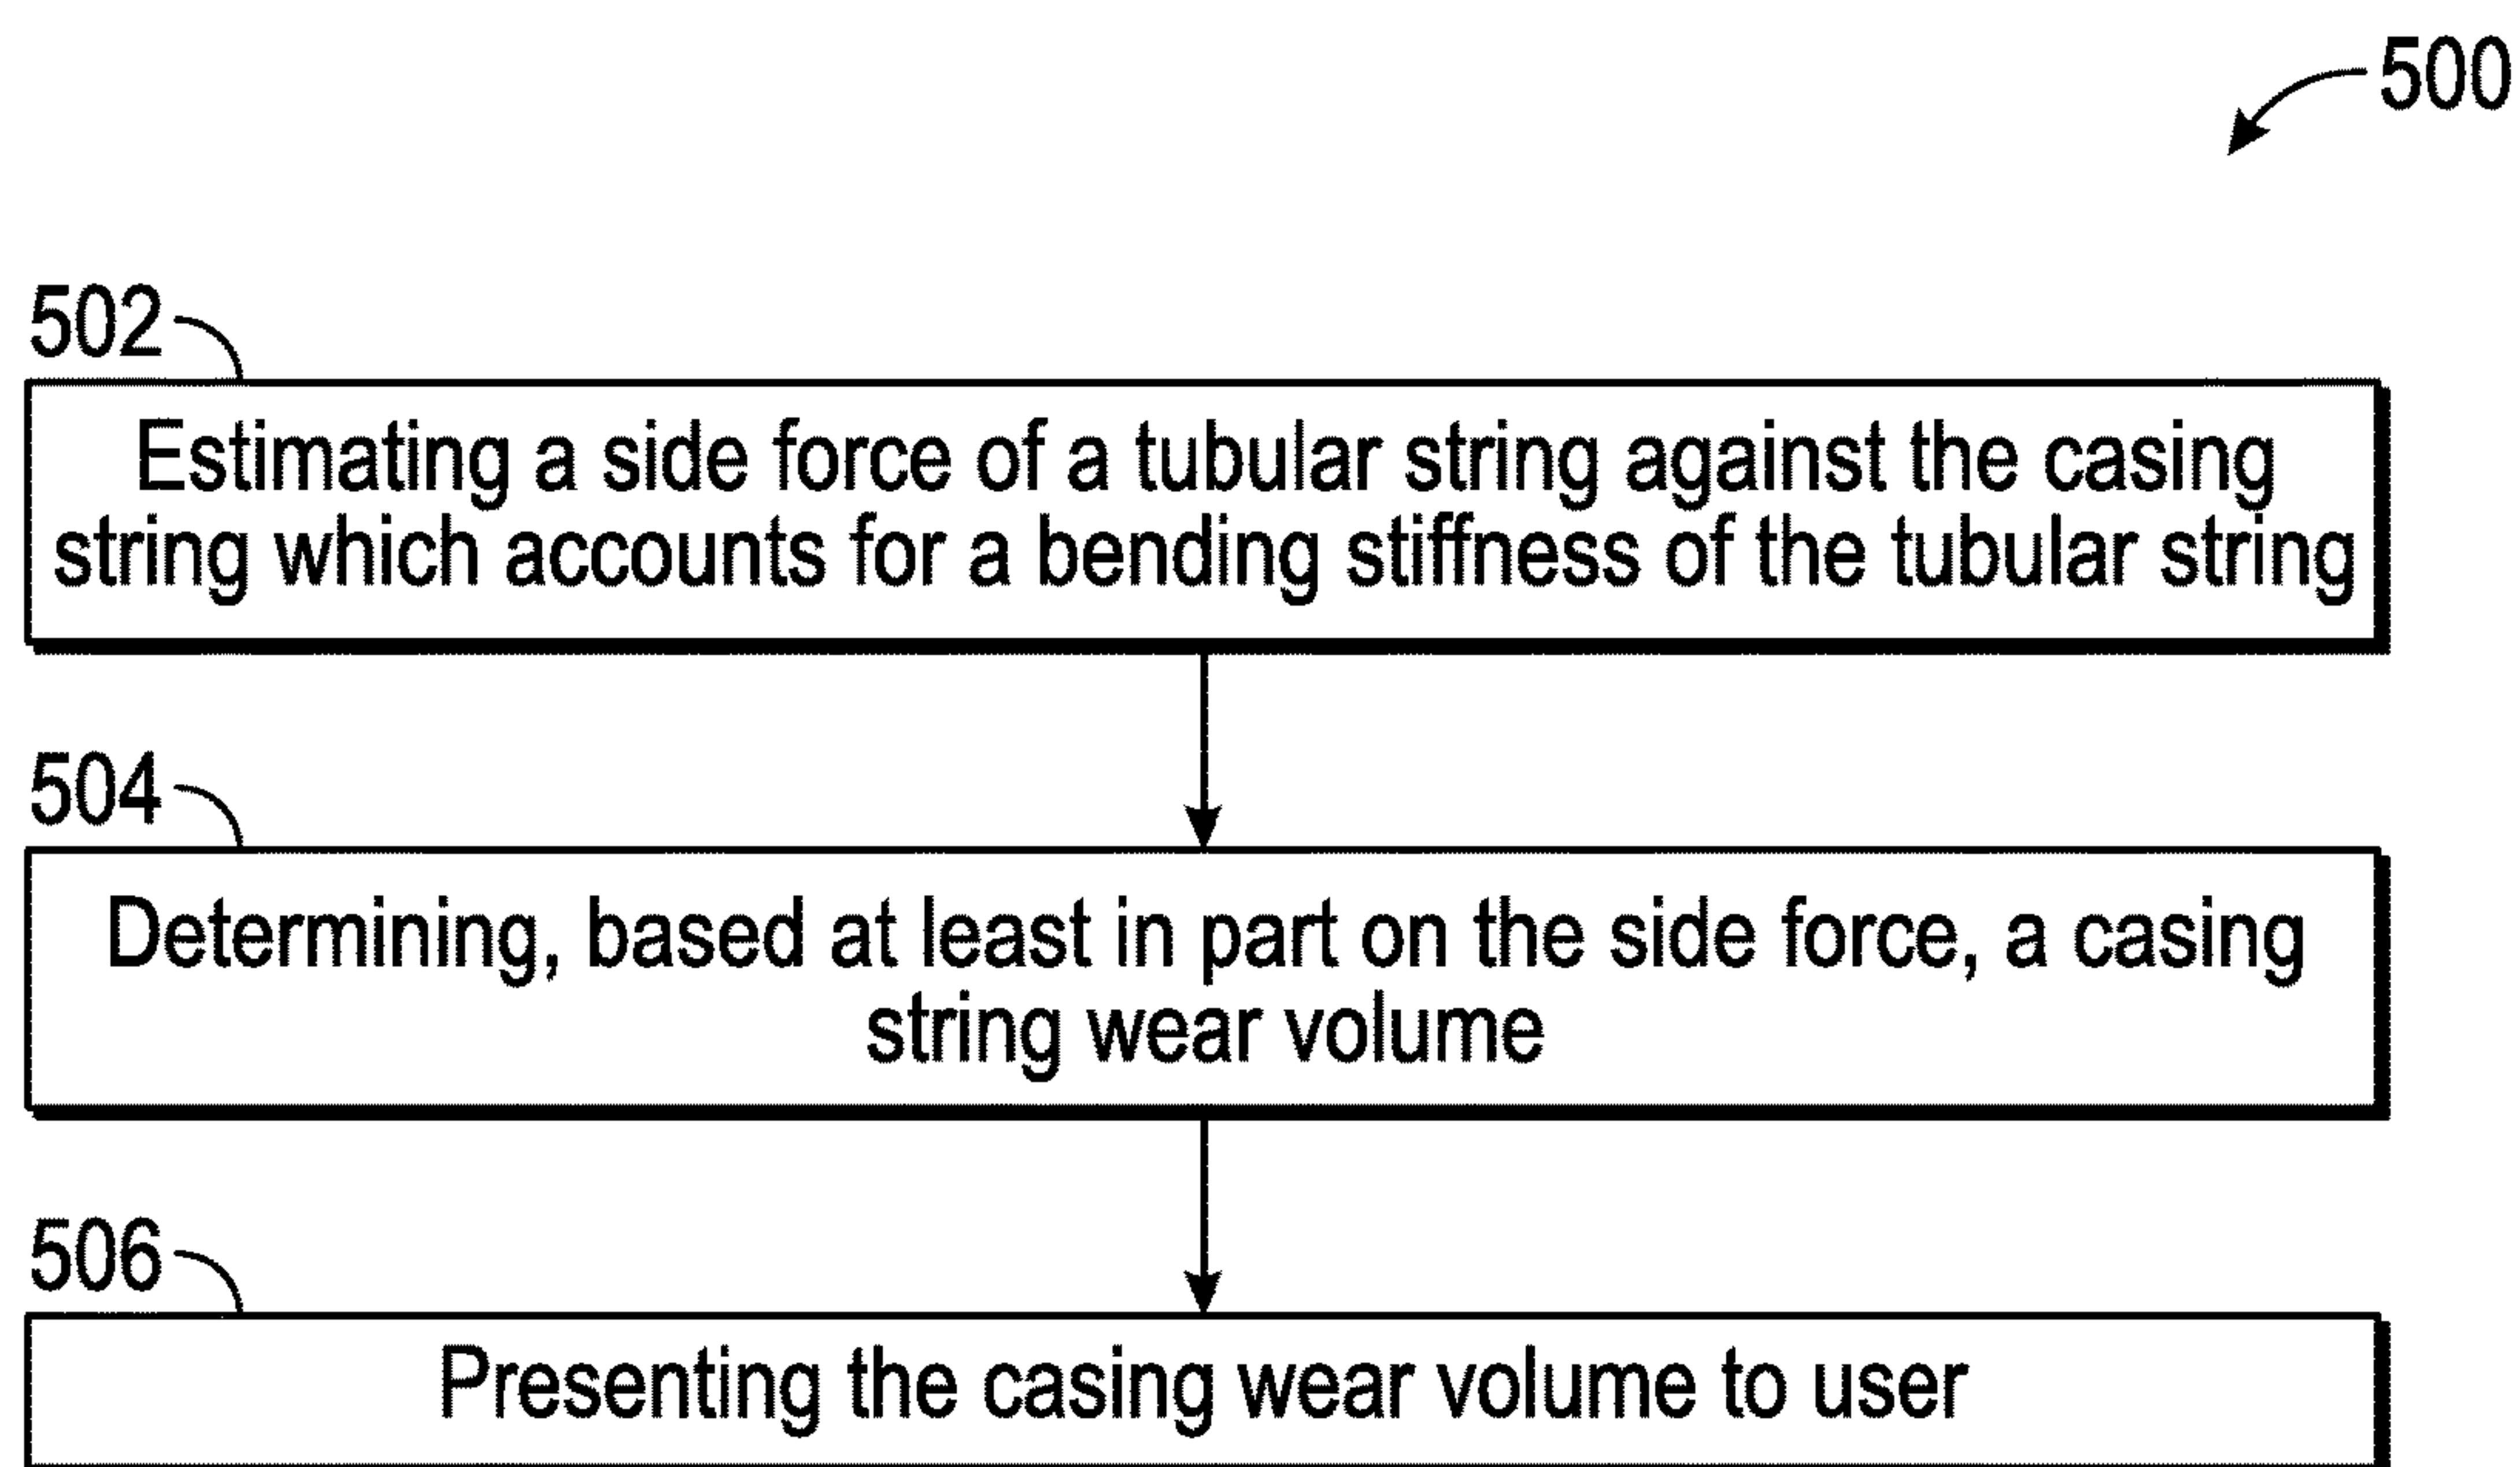 500
502
Estimating a side force of a tubular string against the casing
string which accounts for a bending stiffness of the tubular string
504
Determining, based at least in part on the side force, a casing
string wear volume
506
Presenting the casing wear volume to user